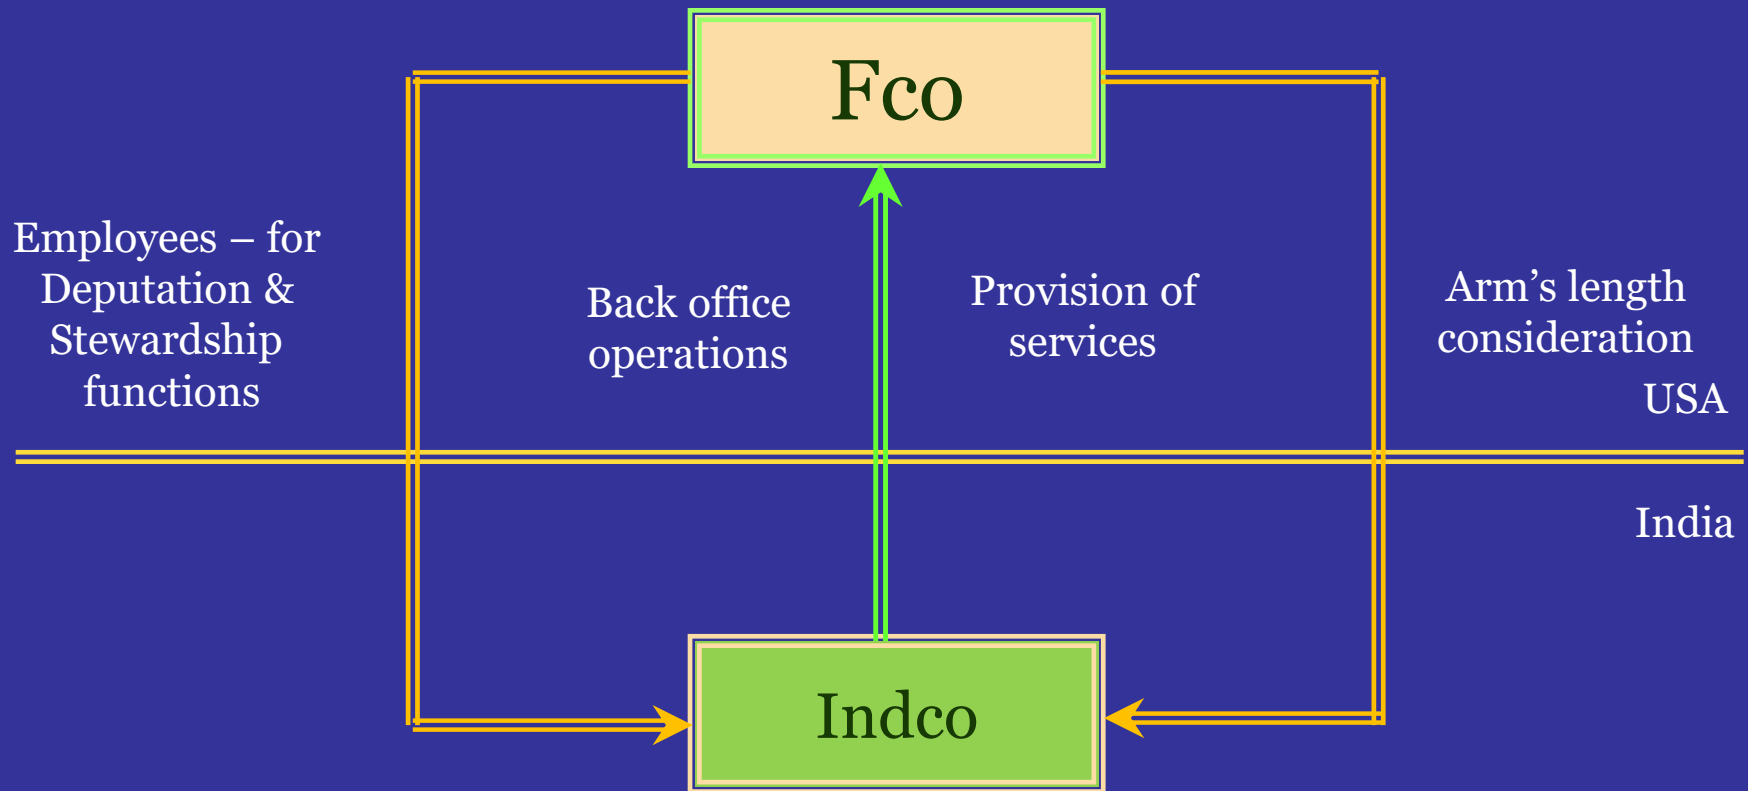 Fco
Employees – for
Deputation &
Stewardship
functions
Back office
operations
Provision of
services
Arm’s length
consideration
USA
India
Indco